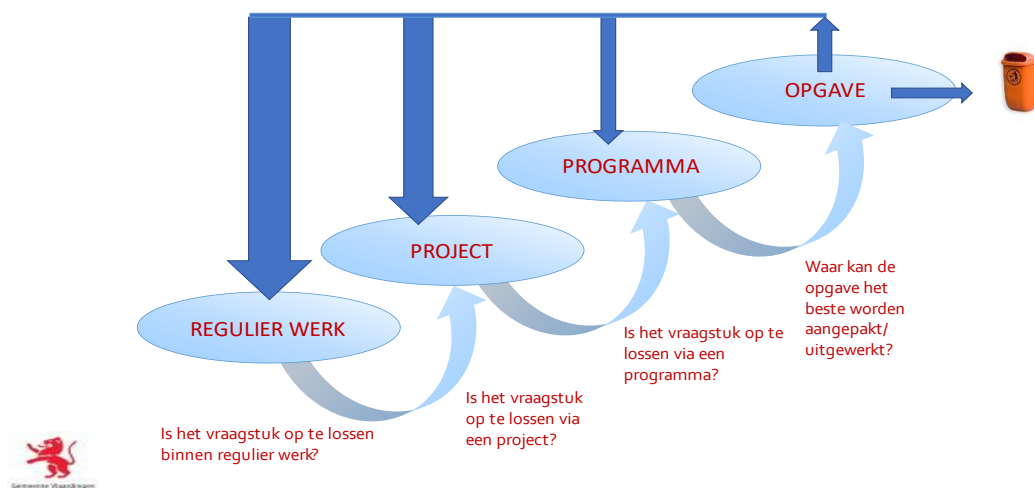 OPGAVE
PROGRAMMA
PROJECT
REGULIER WERK
Waar kan de
opgave het
beste worden
aangepakt/
uitgewerkt?
Is het vraagstuk op te
lossen via een
programma?
Is het vraagstuk
op te lossen via
een project?
Is het vraagstuk op te lossen
binnen regulier werk?
Gemeente Vlaardingen